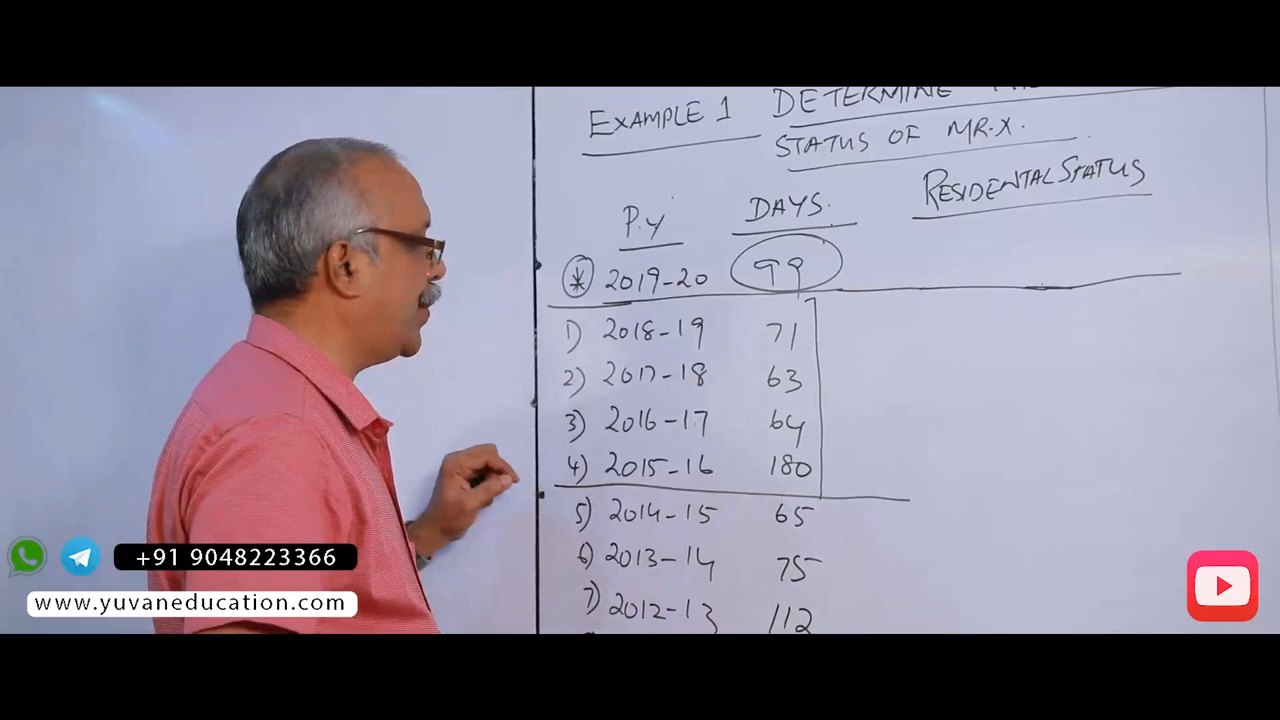 EXAMPLE 1 DETERMINE
STATUS OF MR.X.
P.Y DAYS. RESIDENTAL STATUS
* 2019-20 99
1) 2018-19 71
2) 2017-18 63
3) 2016-17 64
4) 2015-16 180
5) 2014-15 65
6) 2013-14 75
7) 2012-13 112
+91 9048223366
www.yuvaneducation.com